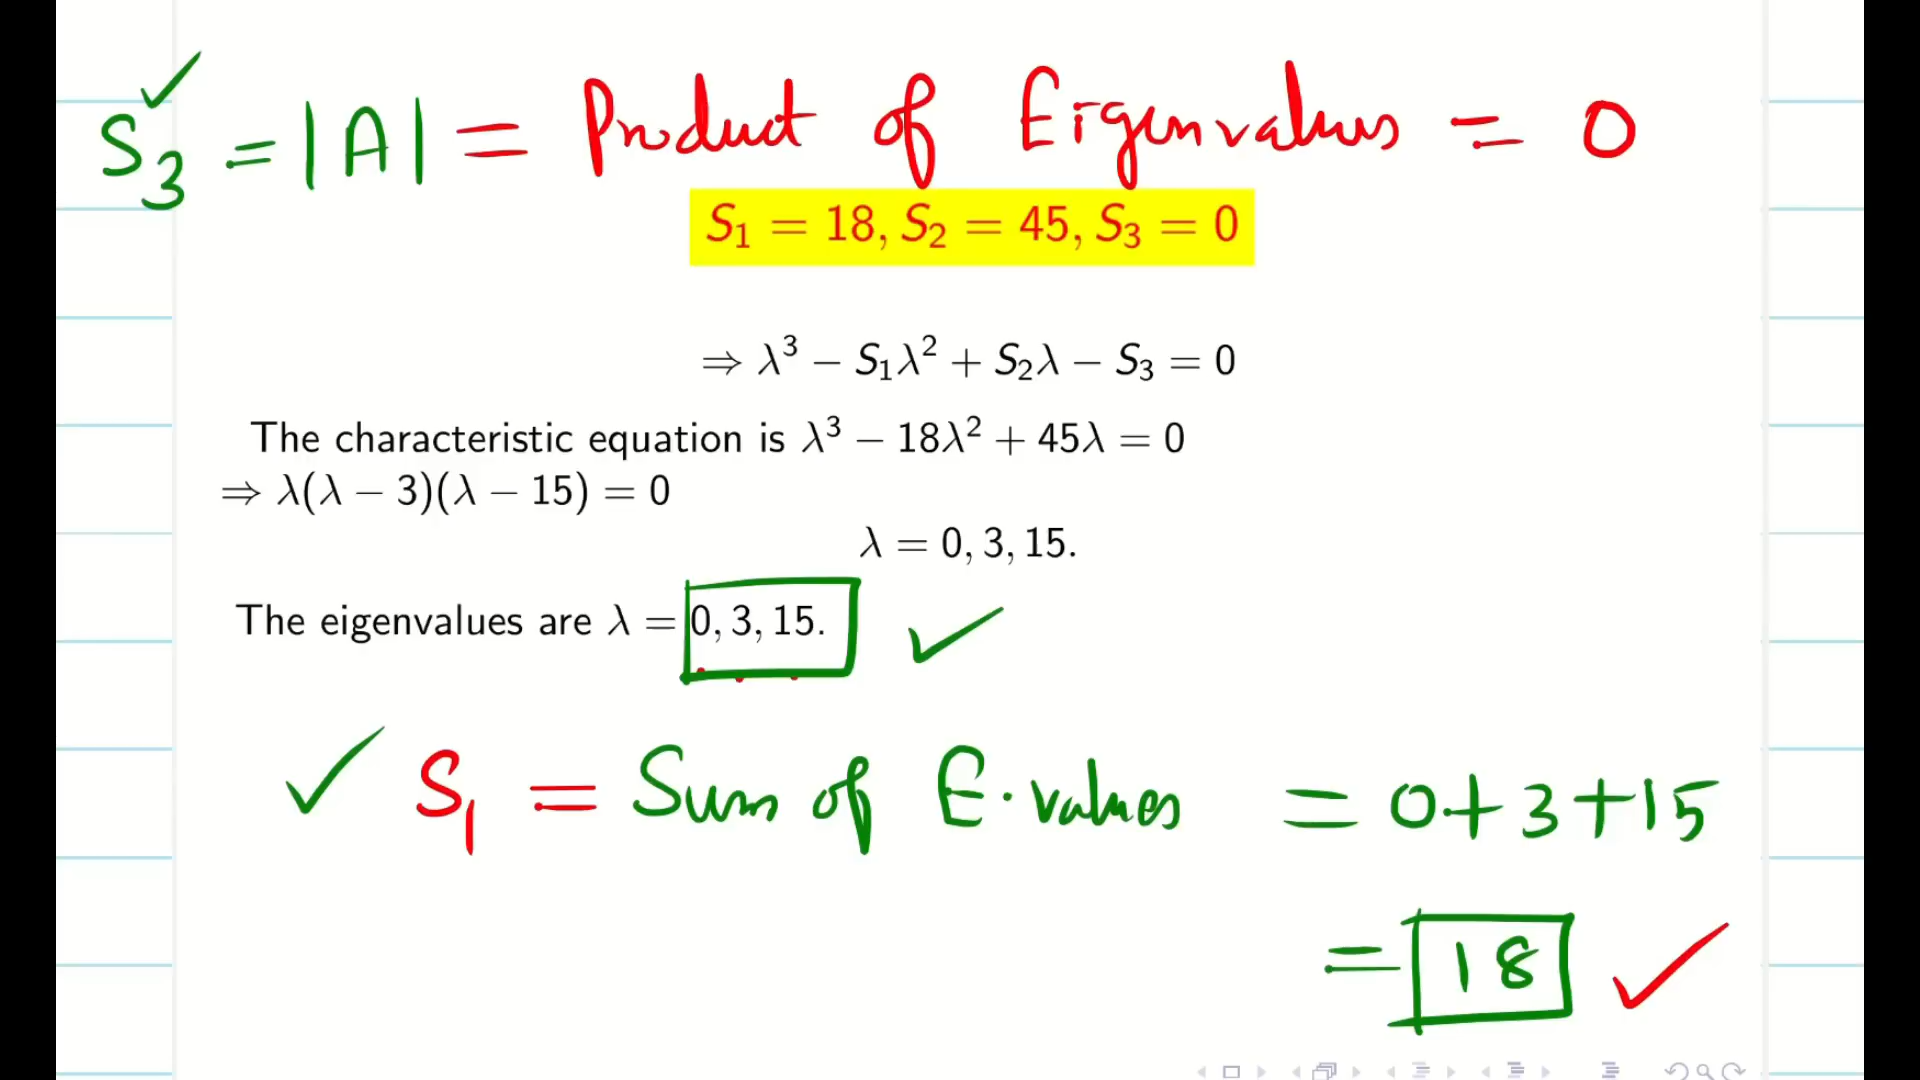 S₃ = |A| = Product of Eigenvalues = 0
S₁ = 18, S₂ = 45, S₃ = 0
⇒ λ³ − S₁λ² + S₂λ − S₃ = 0
The characteristic equation is λ³ − 18λ² + 45λ = 0
⇒ λ(λ − 3)(λ − 15) = 0
λ = 0, 3, 15.
The eigenvalues are λ = 0, 3, 15.
S₁ = Sum of E.values = 0+3+15
= 18